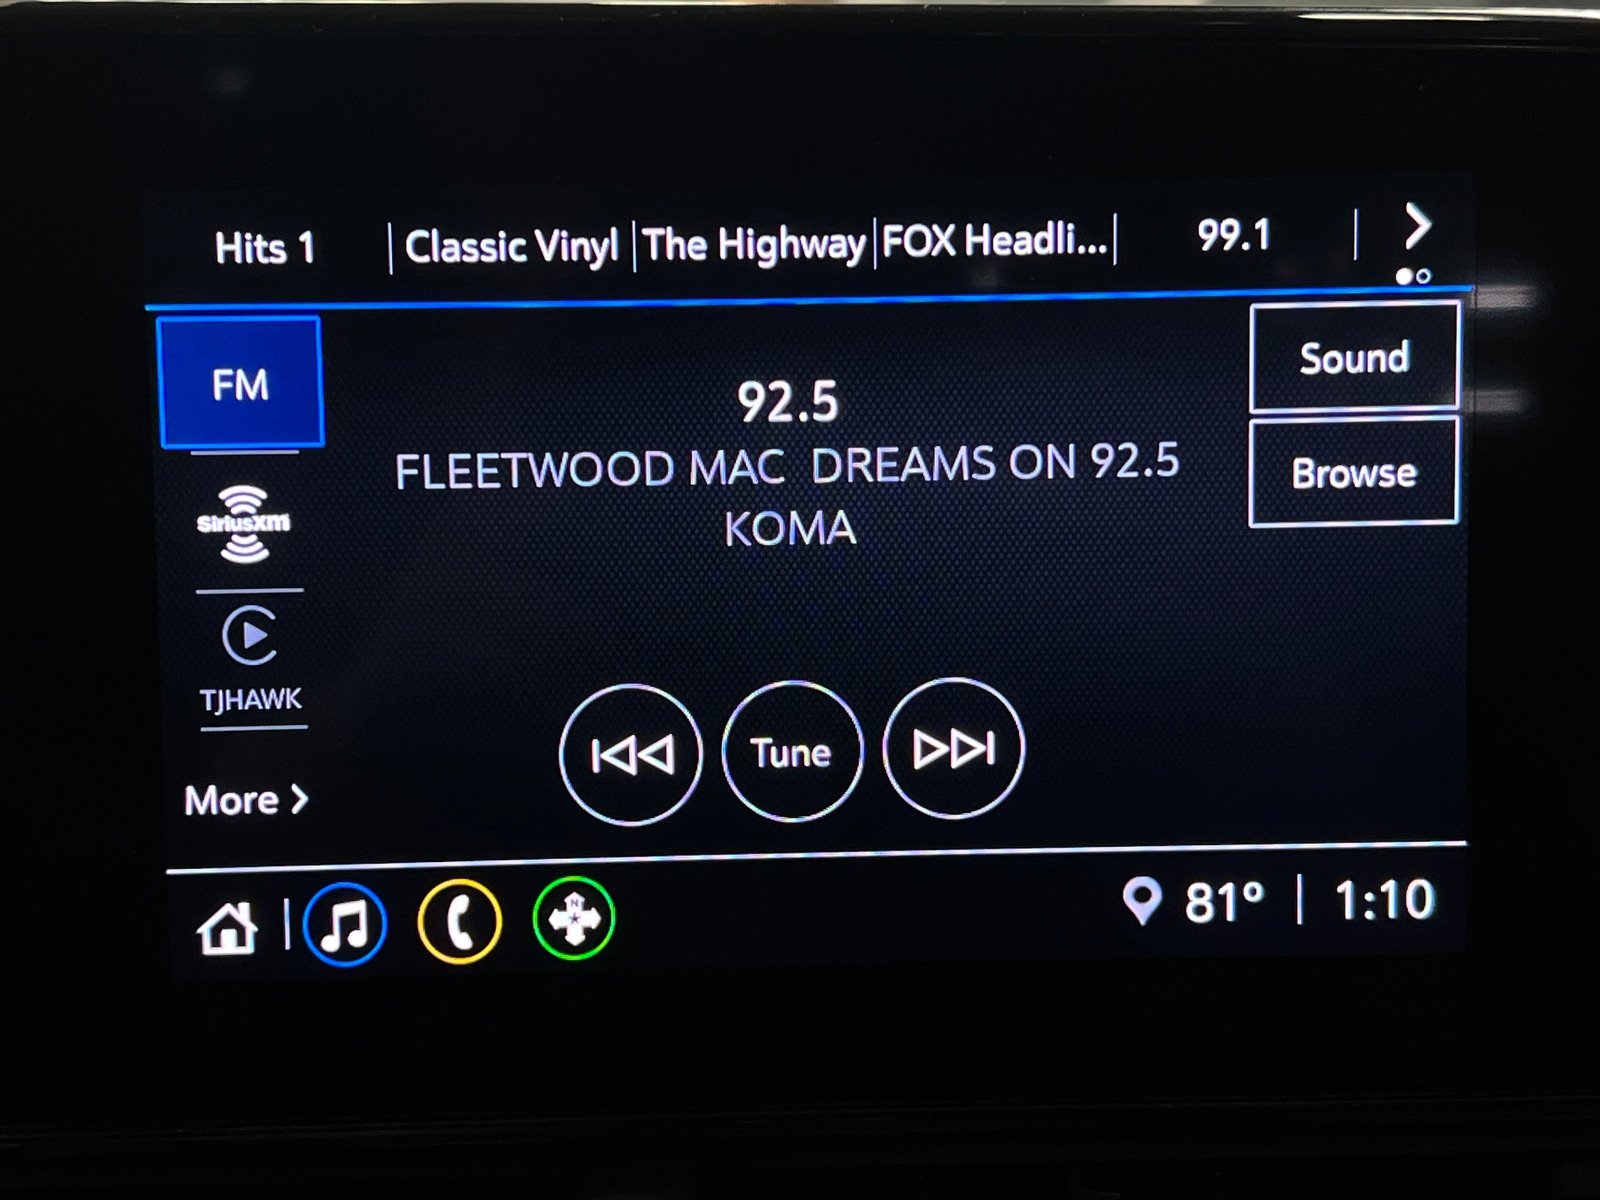 Hits 1
Classic Vinyl
The Highway
FOX Headli...
99.1
FM
Sound
92.5
FLEETWOOD MAC  DREAMS ON 92.5
KOMA
Browse
SiriusXM
TJHAWK
Tune
More
N
81°
1:10